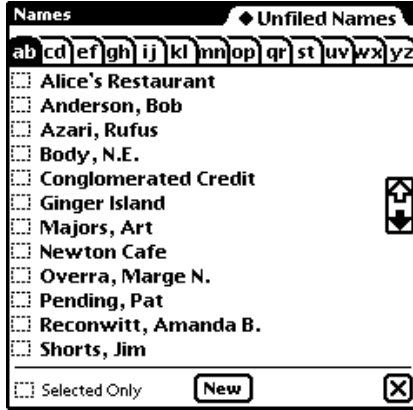 Names ◆Unfiled Names
ab cd ef gh ij kl mn op qr st uv wx yz
Alice's Restaurant
Anderson, Bob
Azari, Rufus
Body, N.E.
Conglomerated Credit
Ginger Island
Majors, Art
Newton Cafe
Overra, Marge N.
Pending, Pat
Reconwitt, Amanda B.
Shorts, Jim
Selected Only New